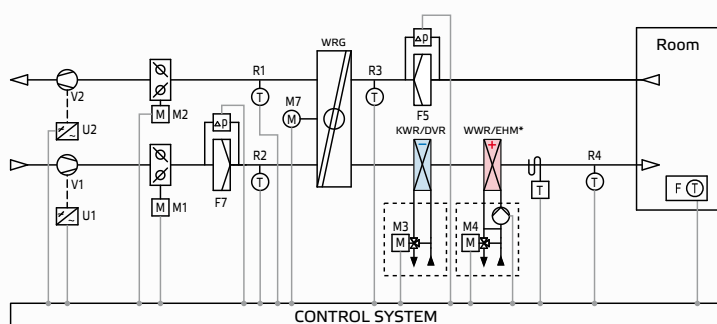 WRG
Room
Δp
R1
R3
T
T
V2
M2
M
M7
M
F5
U2
Δp
KWR/DVR
WWR/EHM*
R2
R4
V1
T
F7
T
T
F T
U1
M
M1
M3
M
M4
M
CONTROL SYSTEM